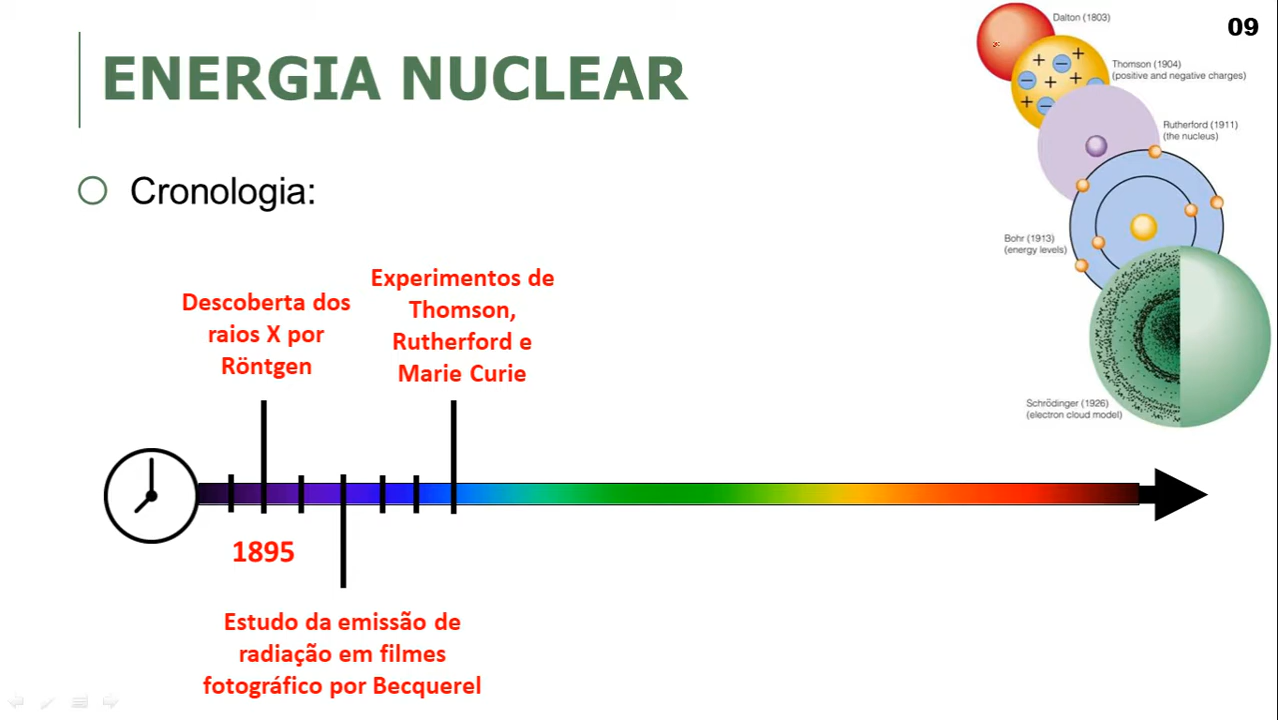 ENERGIA NUCLEAR
09
Dalton (1803)
Thomson (1904)
(positive and negative charges)
Rutherford (1911)
(the nucleus)
Bohr (1913)
(energy levels)
Schrödinger (1926)
(electron cloud model)
Cronologia:
Descoberta dos
raios X por
Röntgen
Experimentos de
Thomson,
Rutherford e
Marie Curie
1895
Estudo da emissão de
radiação em filmes
fotográfico por Becquerel